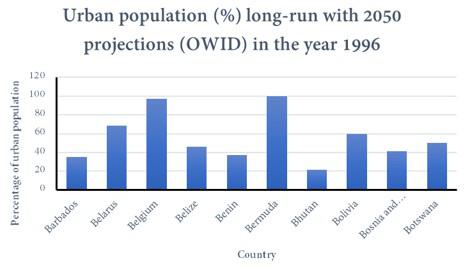 Urban population (%) long-run with 2050
projections (OWID) in the year 1996
Percentage of urban population
120
100
80
60
40
20
0
Barbados
Belarus
Belgium
Belize
Benin
Bermuda
Bhutan
Bolivia
Bosnia and…
Botswana
Country